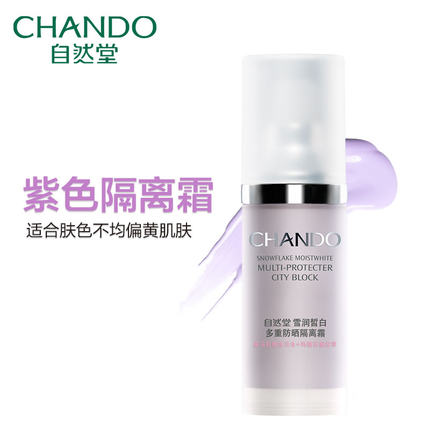 CHANDO
自然堂
紫色隔离霜
适合肤色不均偏黄肌肤
CHANDO
SNOWFLAKE MOISTWHITE
MULTI-PROTECTER
CITY BLOCK
自然堂 雪润皙白
多重防晒隔离霜